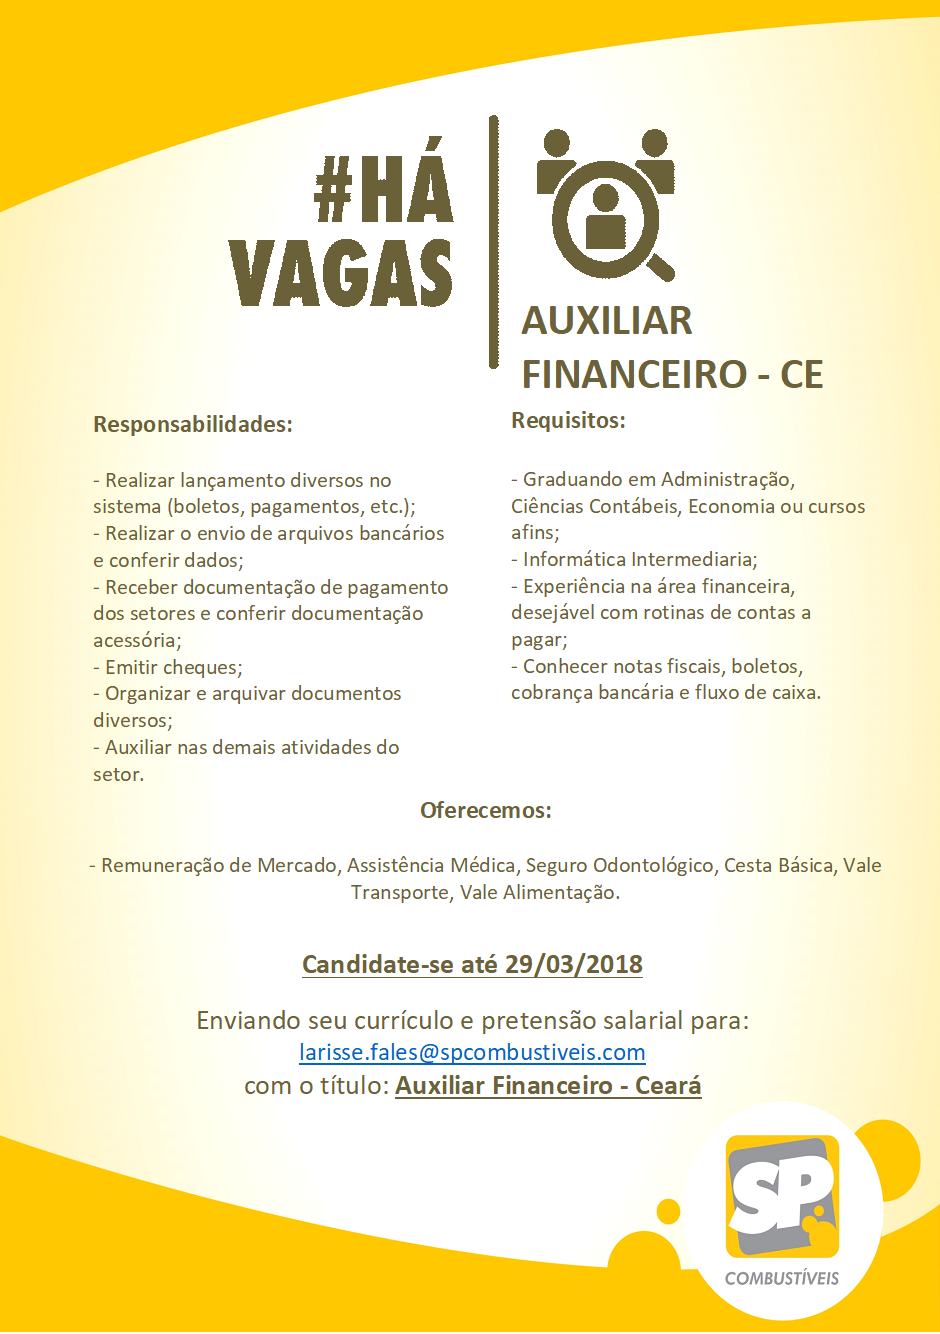 #HÁ
VAGAS
AUXILIAR
FINANCEIRO - CE
Responsabilidades:
- Realizar lançamento diversos no
sistema (boletos, pagamentos, etc.);
- Realizar o envio de arquivos bancários
e conferir dados;
- Receber documentação de pagamento
dos setores e conferir documentação
acessória;
- Emitir cheques;
- Organizar e arquivar documentos
diversos;
- Auxiliar nas demais atividades do
setor.
Requisitos:
- Graduando em Administração,
Ciências Contábeis, Economia ou cursos
afins;
- Informática Intermediaria;
- Experiência na área financeira,
desejável com rotinas de contas a
pagar;
- Conhecer notas fiscais, boletos,
cobrança bancária e fluxo de caixa.
Oferecemos:
- Remuneração de Mercado, Assistência Médica, Seguro Odontológico, Cesta Básica, Vale
Transporte, Vale Alimentação.
Candidate-se até 29/03/2018
Enviando seu currículo e pretensão salarial para:
larisse.fales@spcombustiveis.com
com o título: Auxiliar Financeiro - Ceará
SP
COMBUSTÍVEIS